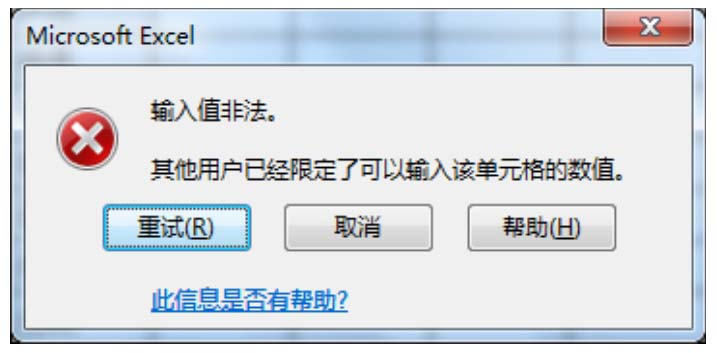 Microsoft Excel
输入值非法。
其他用户已经限定了可以输入该单元格的数值。
重试(R) 取消 帮助(H)
此信息是否有帮助?